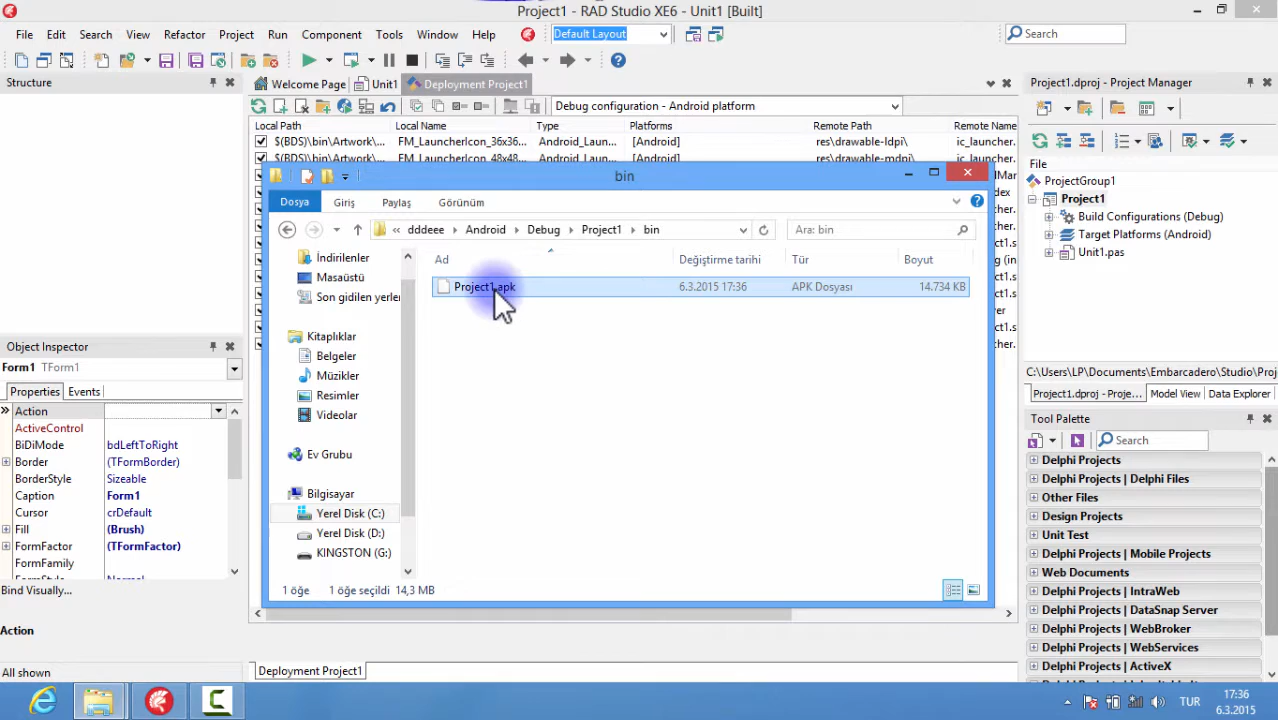 Project1 - RAD Studio XE6 - Unit1 [Built]
File Edit Search View Refactor Project Run Component Tools Window Help Default Layout Search
Structure
Welcome Page Unit1 Deployment Project1
Debug configuration - Android platform
Local Path Local Name Type Platforms Remote Path Remote Name
$(BDS)\bin\Artwork\... FM_LauncherIcon_36x36... Android_Laun... [Android] res\drawable-ldpi\ ic_launcher.
$(BDS)\bin\Artwork\... FM_LauncherIcon_48x48... Android_Laun... [Android] res\drawable-mdpi\ ic_launcher.
bin
Dosya Giriş Paylaş Görünüm
« dddeee Android Debug Project1 bin
Ara: bin
Ad Değiştirme tarihi Tür Boyut
Project1.apk 6.3.2015 17:36 APK Dosyası 14.734 KB
İndirilenler
Masaüstü
Son gidilen yerler
Kitaplıklar
Belgeler
Müzikler
Resimler
Videolar
Ev Grubu
Bilgisayar
Yerel Disk (C:)
Yerel Disk (D:)
KINGSTON (G:)
1 öğe 1 öğe seçildi 14,3 MB
Object Inspector
Form1 TForm1
Properties Events
Action
ActiveControl
BiDiMode bdLeftToRight
Border (TFormBorder)
BorderStyle Sizeable
Caption Form1
Cursor crDefault
Fill (Brush)
FormFactor (TFormFactor)
FormFamily
FormStyle Normal
Bind Visually...
Action
All shown
Deployment Project1
Project1.dproj - Project Manager
File
ProjectGroup1
Project1
Build Configurations (Debug)
Target Platforms (Android)
Unit1.pas
C:\Users\LP\Documents\Embarcadero\Studio\Proj
Project1.dproj - Proje... Model View Data Explorer
Tool Palette
Search
Delphi Projects
Delphi Projects | Delphi Files
Other Files
Design Projects
Unit Test
Delphi Projects | Mobile Projects
Web Documents
Delphi Projects | IntraWeb
Delphi Projects | DataSnap Server
Delphi Projects | WebBroker
Delphi Projects | WebServices
Delphi Projects | ActiveX
TUR 17:36
6.3.2015